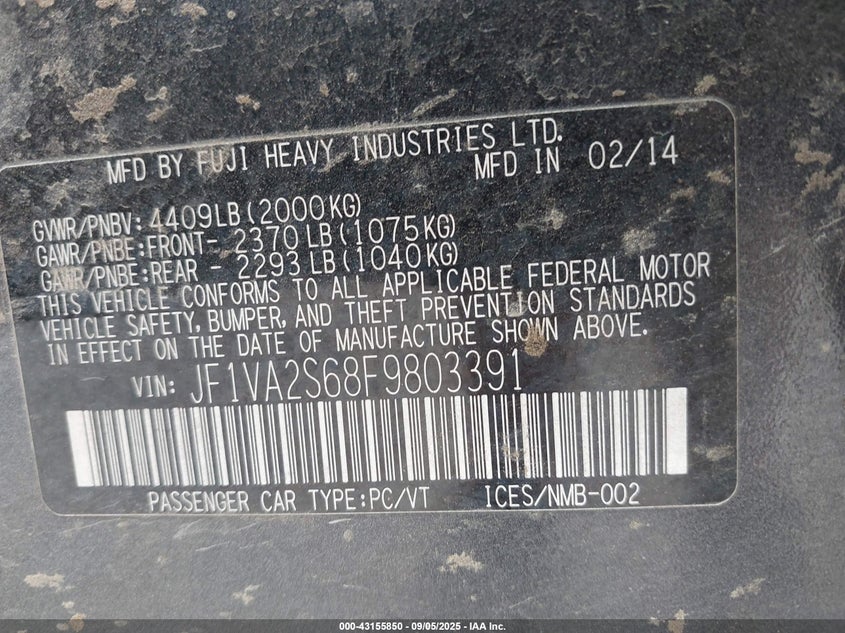 MFD BY FUJI HEAVY INDUSTRIES LTD.
MFD IN 02/14
GVWR/PNBV: 4409LB(2000KG)
GAWR/PNBE:FRONT- 2370 LB(1075KG)
GAWR/PNBE:REAR - 2293 LB(1040KG)
THIS VEHICLE CONFORMS TO ALL APPLICABLE FEDERAL MOTOR
VEHICLE SAFETY, BUMPER, AND THEFT PREVENTION STANDARDS
IN EFFECT ON THE DATE OF MANUFACTURE SHOWN ABOVE.
VIN: JF1VA2S68F9803391
PASSENGER CAR TYPE:PC/VT ICES/NMB-002
000-43155850 - 09/05/2025 - IAA Inc.